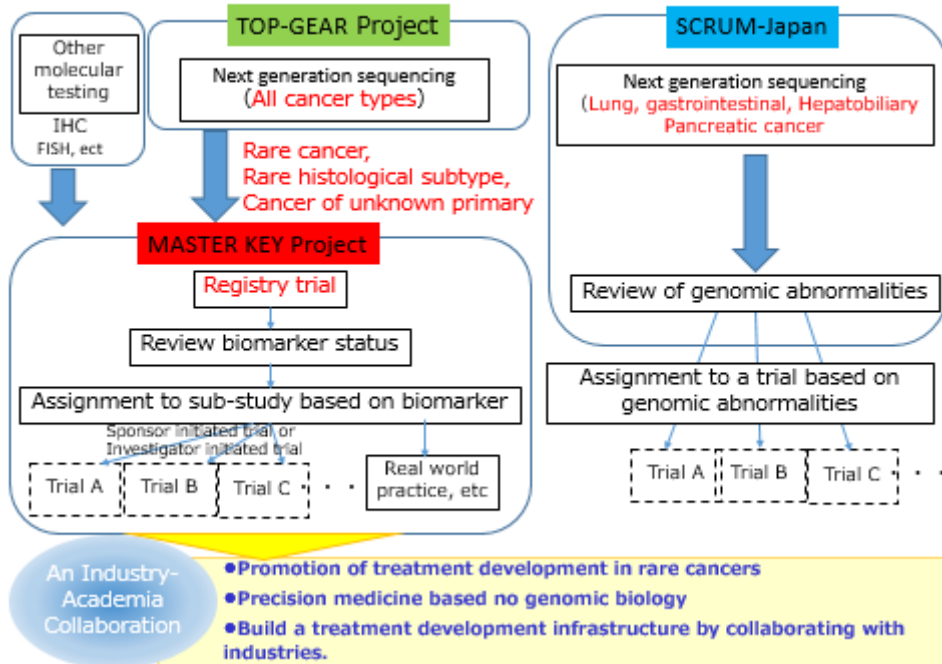 Other
molecular
testing
IHC
FISH, ect
TOP-GEAR Project
Next generation sequencing
(All cancer types)
Rare cancer,
Rare histological subtype,
Cancer of unknown primary
MASTER KEY Project
Registry trial
Review biomarker status
Assignment to sub-study based on biomarker
Sponsor initiated trial or
Investigator initiated trial
Trial A
Trial B
Trial C
・・・
Real world
practice, etc
SCRUM-Japan
Next generation sequencing
(Lung, gastrointestinal, Hepatobiliary
Pancreatic cancer
Review of genomic abnormalities
Assignment to a trial based on
genomic abnormalities
Trial A
Trial B
Trial C
・・・
An Industry-
Academia
Collaboration
●Promotion of treatment development in rare cancers
●Precision medicine based no genomic biology
●Build a treatment development infrastructure by collaborating with
industries.